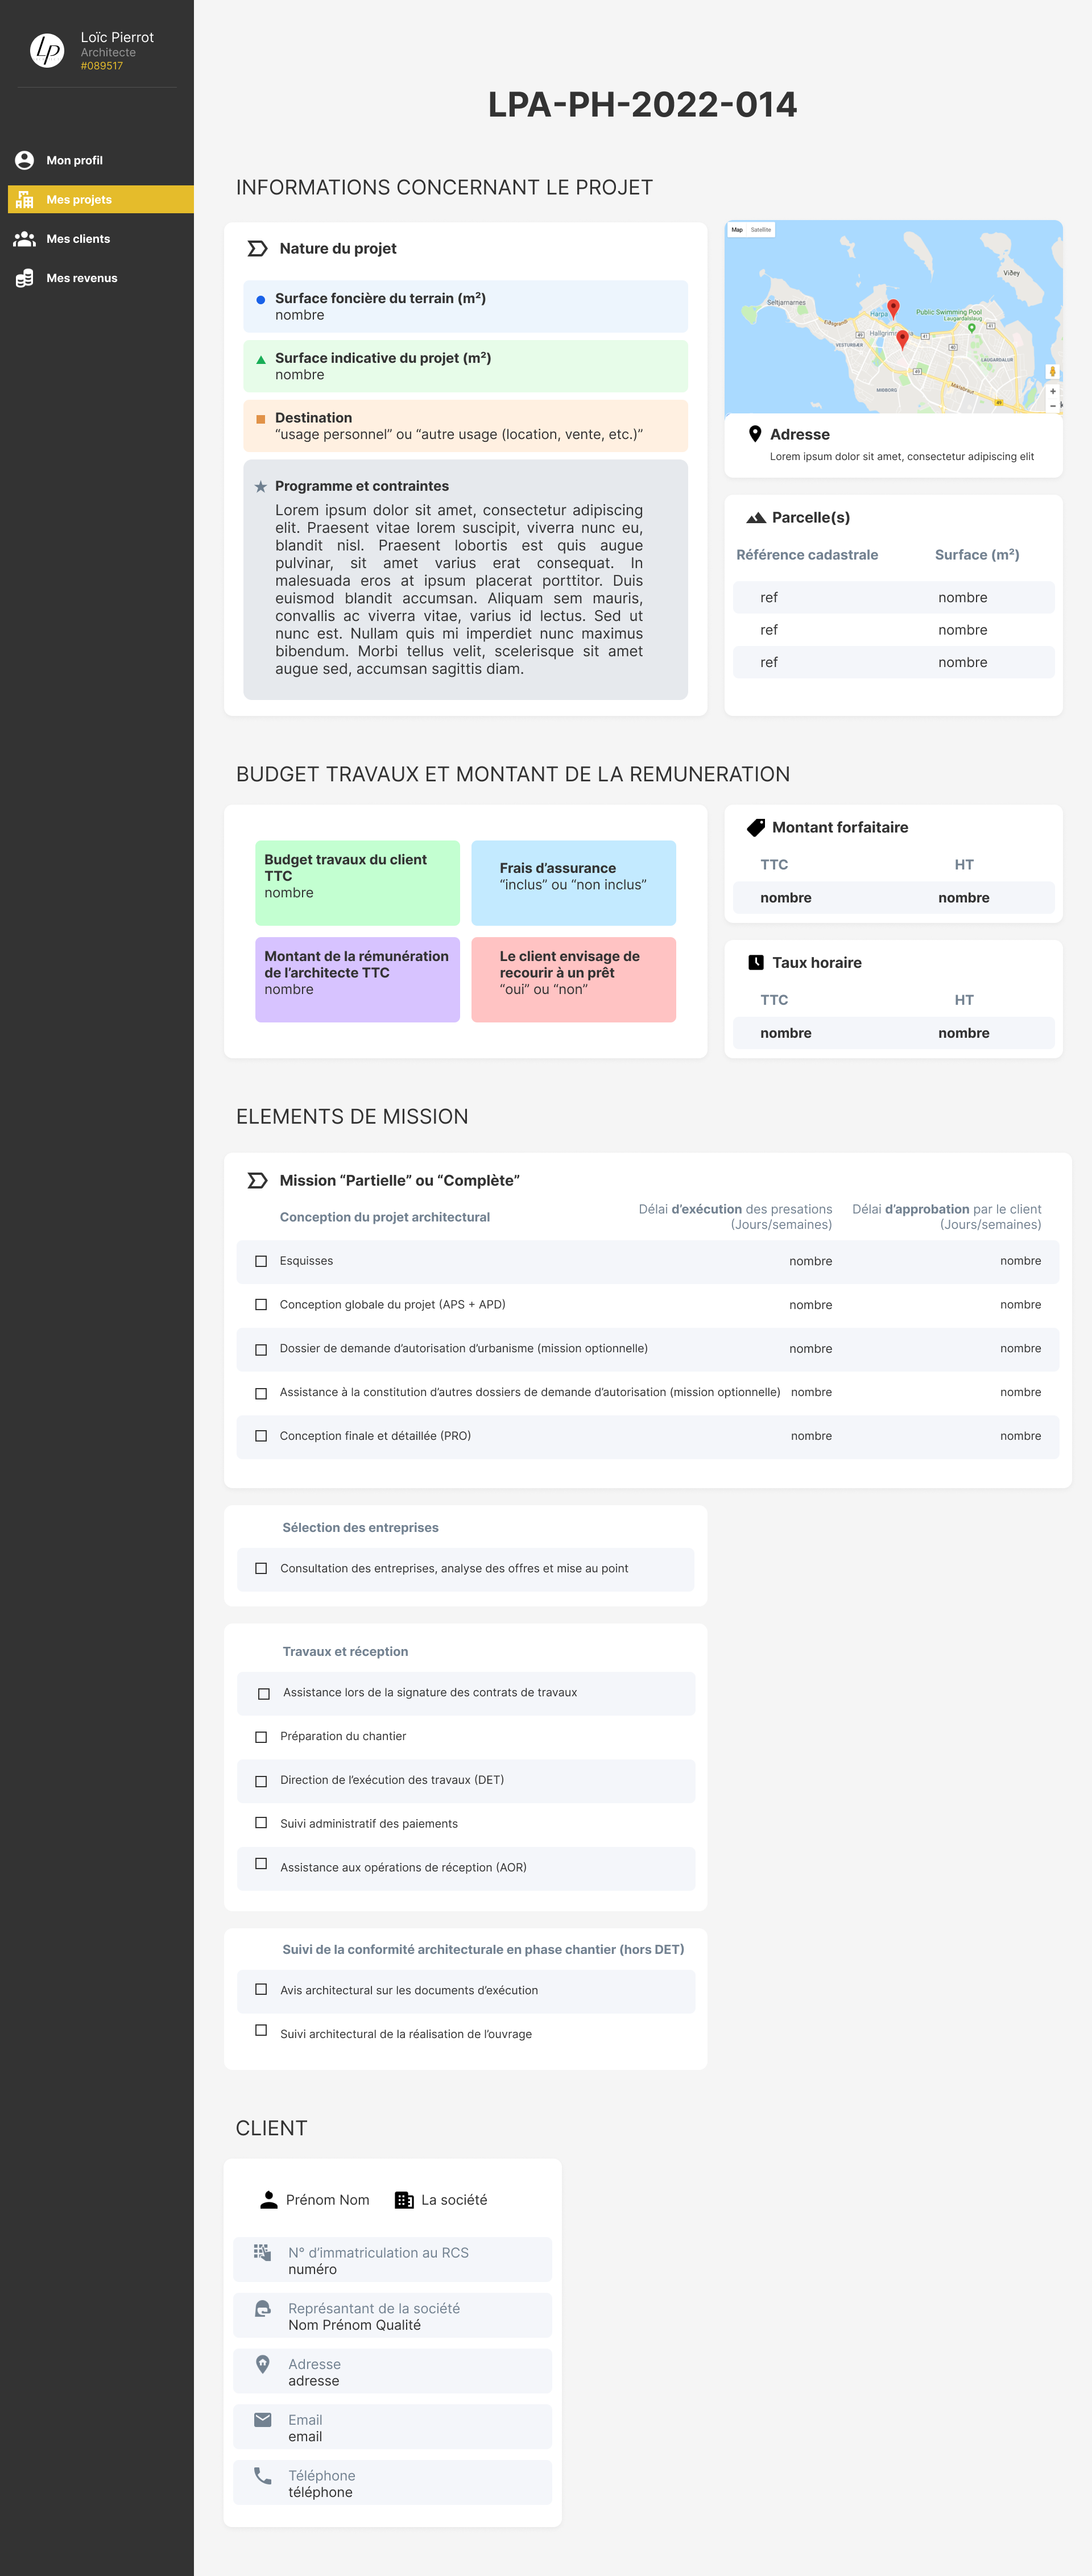 Lp
Loïc Pierrot
Architecte
#089517
Mon profil
Mes projets
Mes clients
Mes revenus
LPA-PH-2022-014
INFORMATIONS CONCERNANT LE PROJET
Nature du projet
Surface foncière du terrain (m²)
nombre
Surface indicative du projet (m²)
nombre
Destination
“usage personnel” ou “autre usage (location, vente, etc.)”
Programme et contraintes
Lorem ipsum dolor sit amet, consectetur adipiscing
elit. Praesent vitae lorem suscipit, viverra nunc eu,
blandit nisl. Praesent lobortis est quis augue
pulvinar, sit amet varius erat consequat. In
malesuada eros at ipsum placerat porttitor. Duis
euismod blandit accumsan. Aliquam sem mauris,
convallis ac viverra vitae, varius id lectus. Sed ut
nunc est. Nullam quis mi imperdiet nunc maximus
bibendum. Morbi tellus velit, scelerisque sit amet
augue sed, accumsan sagittis diam.
Map Satellite
Viðey
Seltjarnarnes
Harpa
Public Swimming Pool
Laugardalslaug
Eiðsgrandi
49
41
41
VESTURBÆR
40
40
LAUGARDALUR
MIÐBORG
49
Adresse
Lorem ipsum dolor sit amet, consectetur adipiscing elit
Parcelle(s)
Référence cadastrale Surface (m²)
ref nombre
ref nombre
ref nombre
BUDGET TRAVAUX ET MONTANT DE LA REMUNERATION
Budget travaux du client
TTC
nombre
Frais d’assurance
“inclus” ou “non inclus”
Montant de la rémunération
de l’architecte TTC
nombre
Le client envisage de
recourir à un prêt
“oui” ou “non”
Montant forfaitaire
TTC HT
nombre nombre
Taux horaire
TTC HT
nombre nombre
ELEMENTS DE MISSION
Mission “Partielle” ou “Complète”
Conception du projet architectural
Délai d’exécution des presations
(Jours/semaines)
Délai d’approbation par le client
(Jours/semaines)
Esquisses nombre nombre
Conception globale du projet (APS + APD) nombre nombre
Dossier de demande d’autorisation d’urbanisme (mission optionnelle) nombre nombre
Assistance à la constitution d’autres dossiers de demande d’autorisation (mission optionnelle) nombre nombre
Conception finale et détaillée (PRO) nombre nombre
Sélection des entreprises
Consultation des entreprises, analyse des offres et mise au point
Travaux et réception
Assistance lors de la signature des contrats de travaux
Préparation du chantier
Direction de l’exécution des travaux (DET)
Suivi administratif des paiements
Assistance aux opérations de réception (AOR)
Suivi de la conformité architecturale en phase chantier (hors DET)
Avis architectural sur les documents d’exécution
Suivi architectural de la réalisation de l’ouvrage
CLIENT
Prénom Nom La société
N° d’immatriculation au RCS
numéro
Représantant de la société
Nom Prénom Qualité
Adresse
adresse
Email
email
Téléphone
téléphone